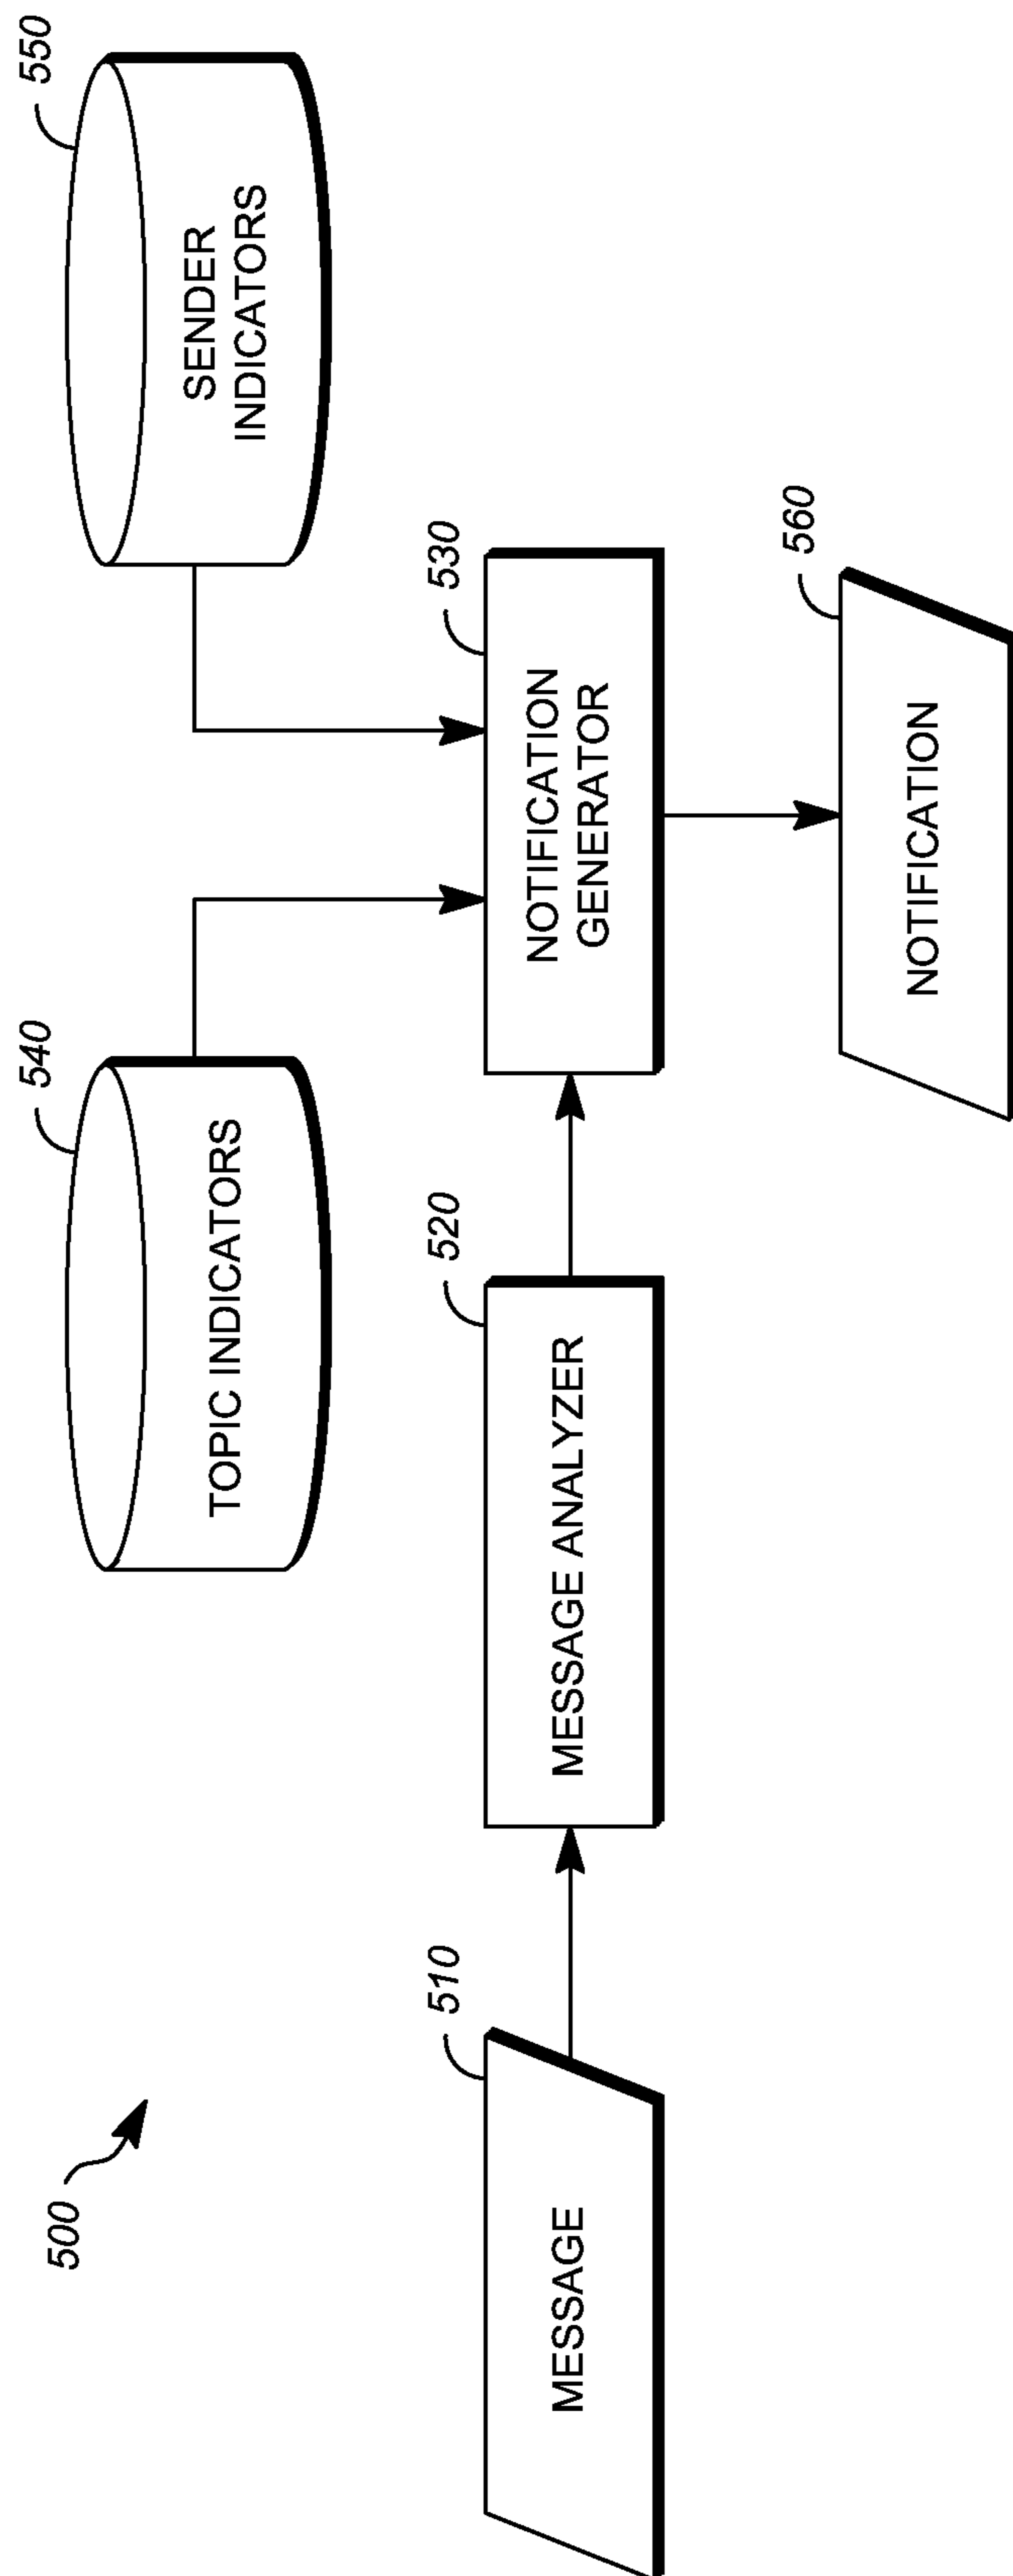 500
540
TOPIC INDICATORS
550
SENDER
INDICATORS
510
MESSAGE
520
MESSAGE ANALYZER
530
NOTIFICATION
GENERATOR
560
NOTIFICATION